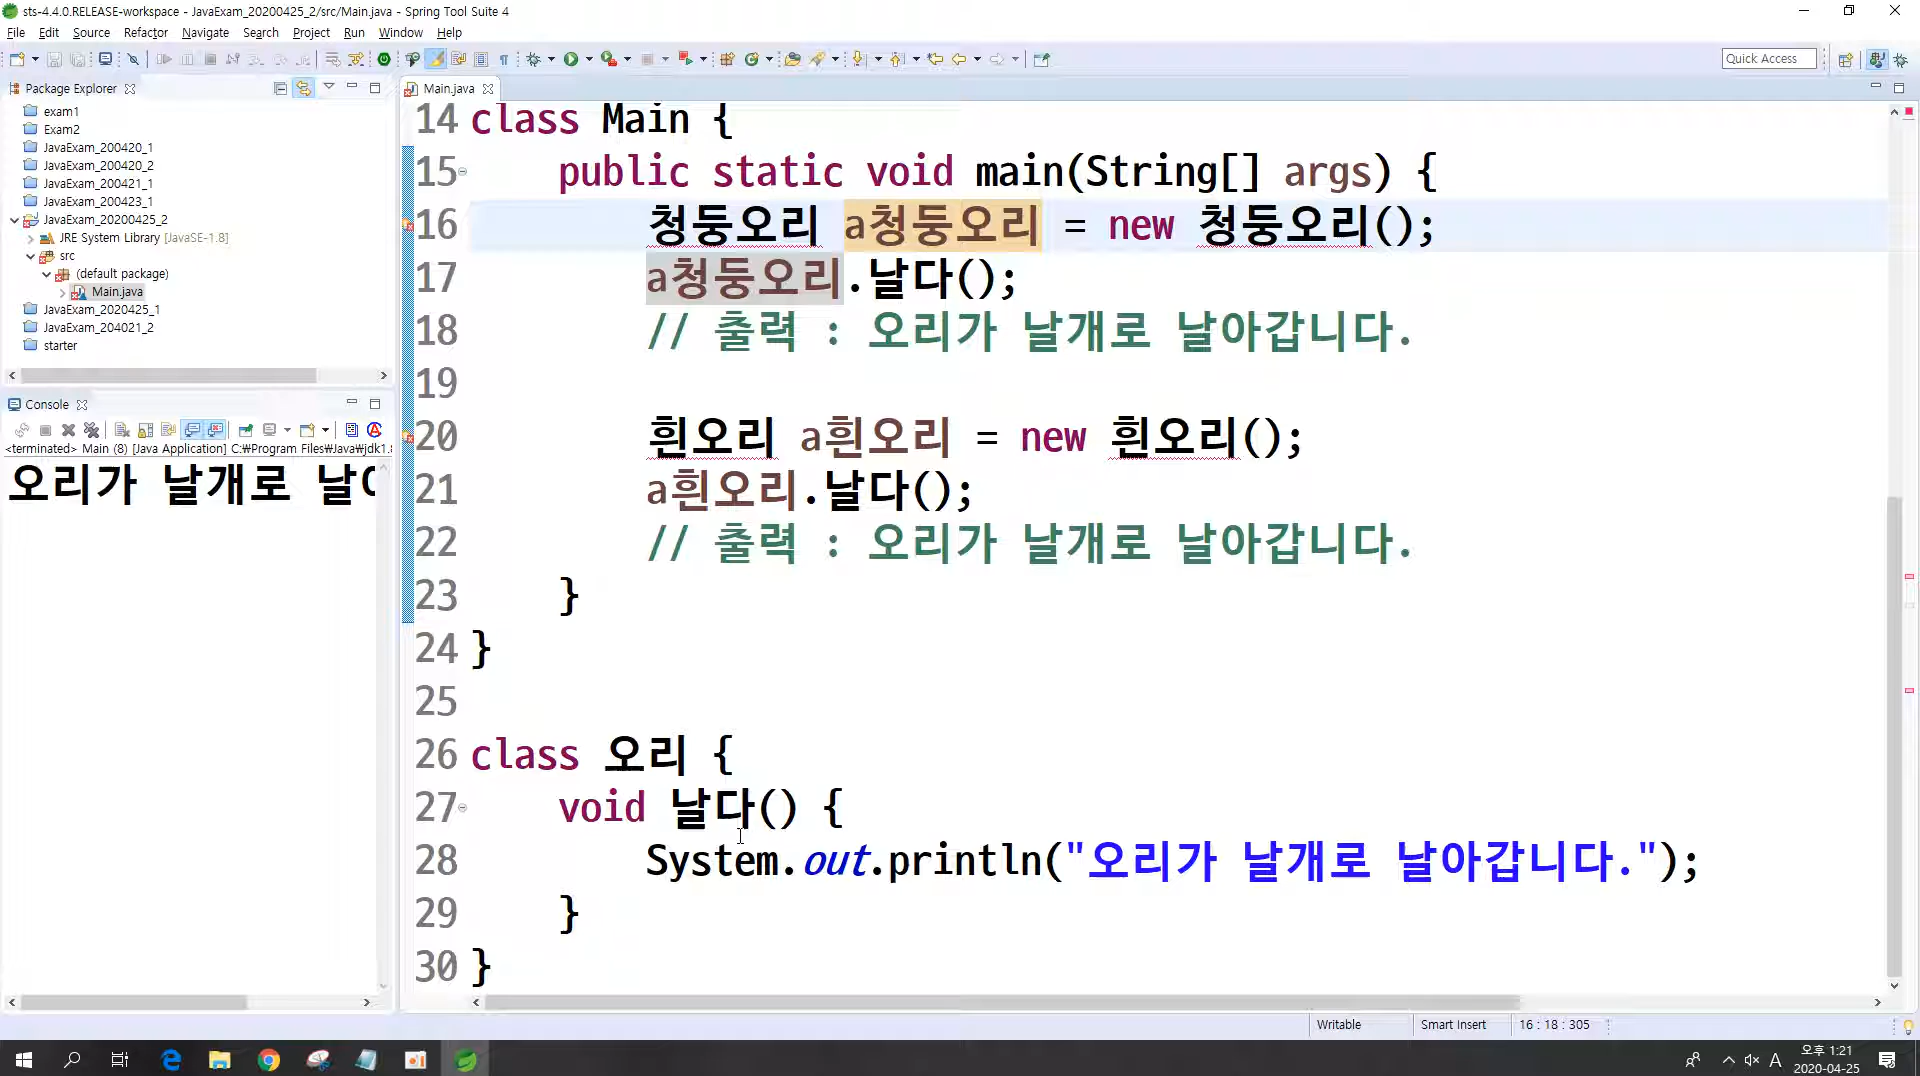 sts-4.4.0.RELEASE-workspace - JavaExam_20200425_2/src/Main.java - Spring Tool Suite 4
File Edit Source Refactor Navigate Search Project Run Window Help
Quick Access
Package Explorer
exam1
Exam2
JavaExam_200420_1
JavaExam_200420_2
JavaExam_200421_1
JavaExam_200423_1
JavaExam_20200425_2
JRE System Library [JavaSE-1.8]
src
(default package)
Main.java
JavaExam_2020425_1
JavaExam_204021_2
starter
Console
<terminated> Main (8) [Java Application] C:₩Program Files₩Java₩jdk1.8
오리가 날개로 날아
Main.java
14 class Main {
15 public static void main(String[] args) {
16 청둥오리 a청둥오리 = new 청둥오리();
17 a청둥오리.날다();
18 // 출력 : 오리가 날개로 날아갑니다.
19
20 흰오리 a흰오리 = new 흰오리();
21 a흰오리.날다();
22 // 출력 : 오리가 날개로 날아갑니다.
23 }
24 }
25
26 class 오리 {
27 void 날다() {
28 System.out.println("오리가 날개로 날아갑니다.");
29 }
30 }
Writable Smart Insert 16 : 18 : 305
A 오후 1:21
2020-04-25